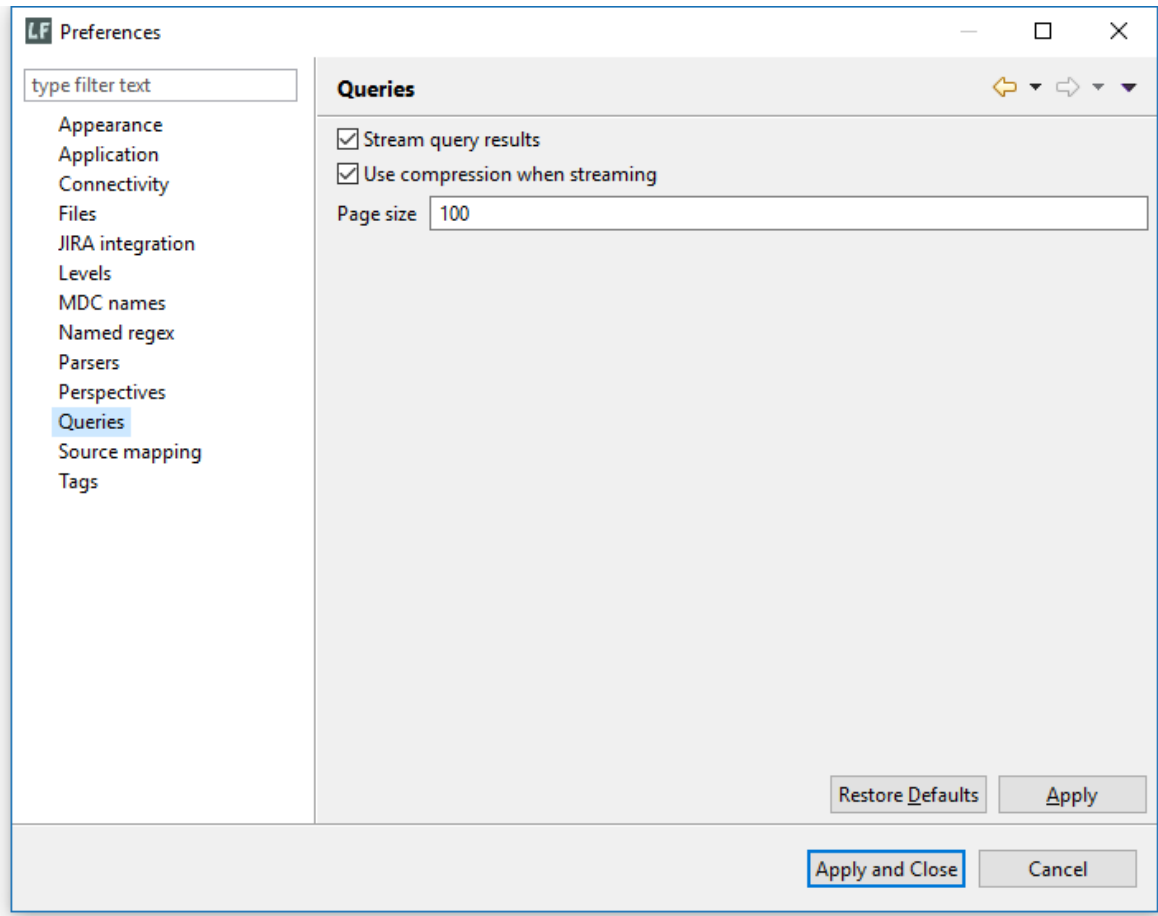 LF Preferences
type filter text
Appearance
Application
Connectivity
Files
JIRA integration
Levels
MDC names
Named regex
Parsers
Perspectives
Queries
Source mapping
Tags
Queries
Stream query results
Use compression when streaming
Page size 100
Restore Defaults Apply
Apply and Close Cancel